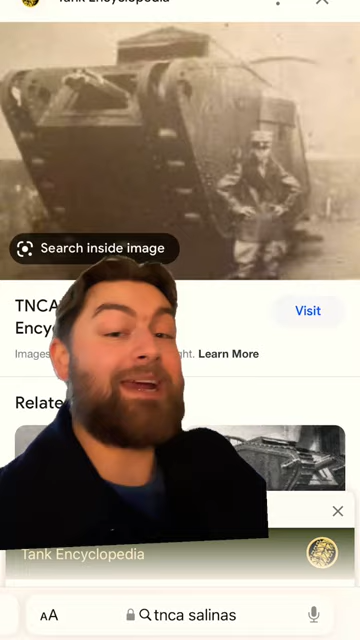 Tank Encyclopedia
Search inside image
TNCA
Visit
Ency
Images
ght. Learn More
Relate
Tank Encyclopedia
AA
tnca salinas